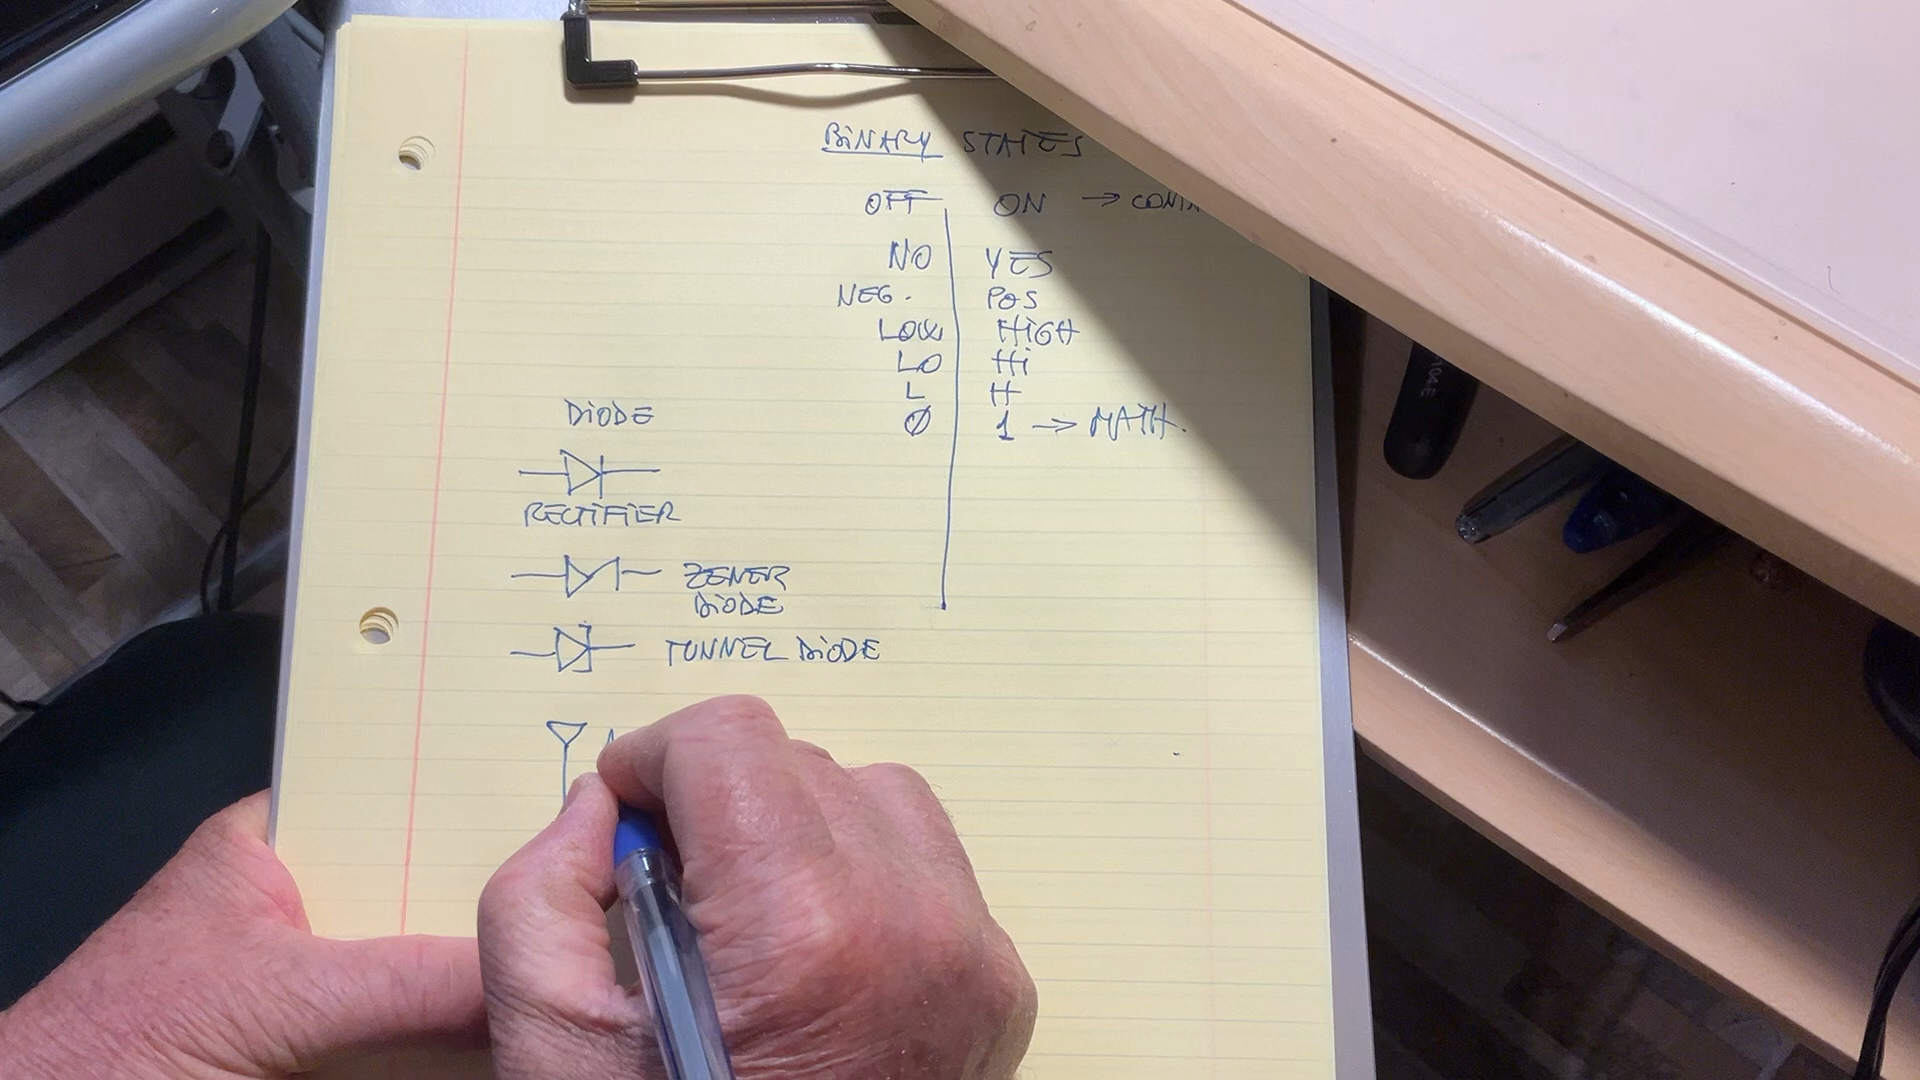 BINARY STATES
OFF ON →
NO YES
NEG. POS
LOW HIGH
LO Hi
L H
Ø 1 → MATH.
DIODE
RECTIFIER
ZENER
DIODE
TUNNEL DIODE